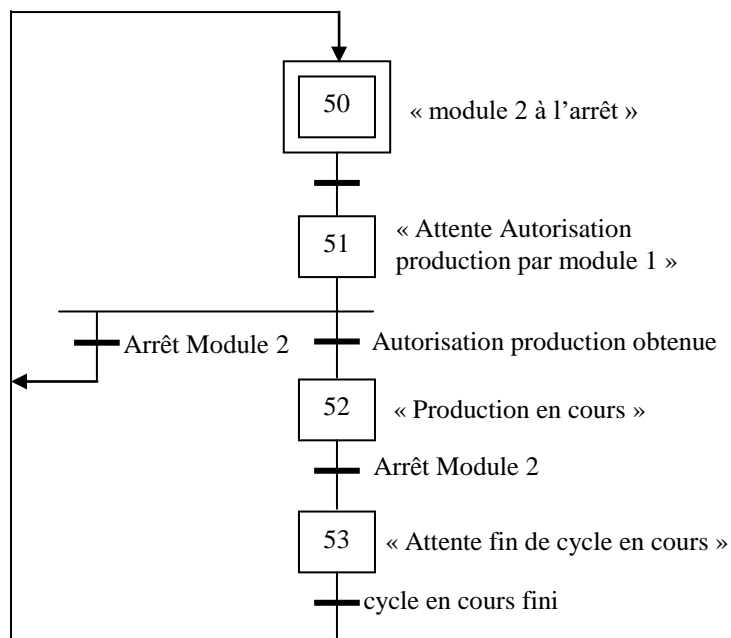 50
« module 2 à l’arrêt »
51
« Attente Autorisation
production par module 1 »
Arrêt Module 2
Autorisation production obtenue
52
« Production en cours »
Arrêt Module 2
53
« Attente fin de cycle en cours »
cycle en cours fini